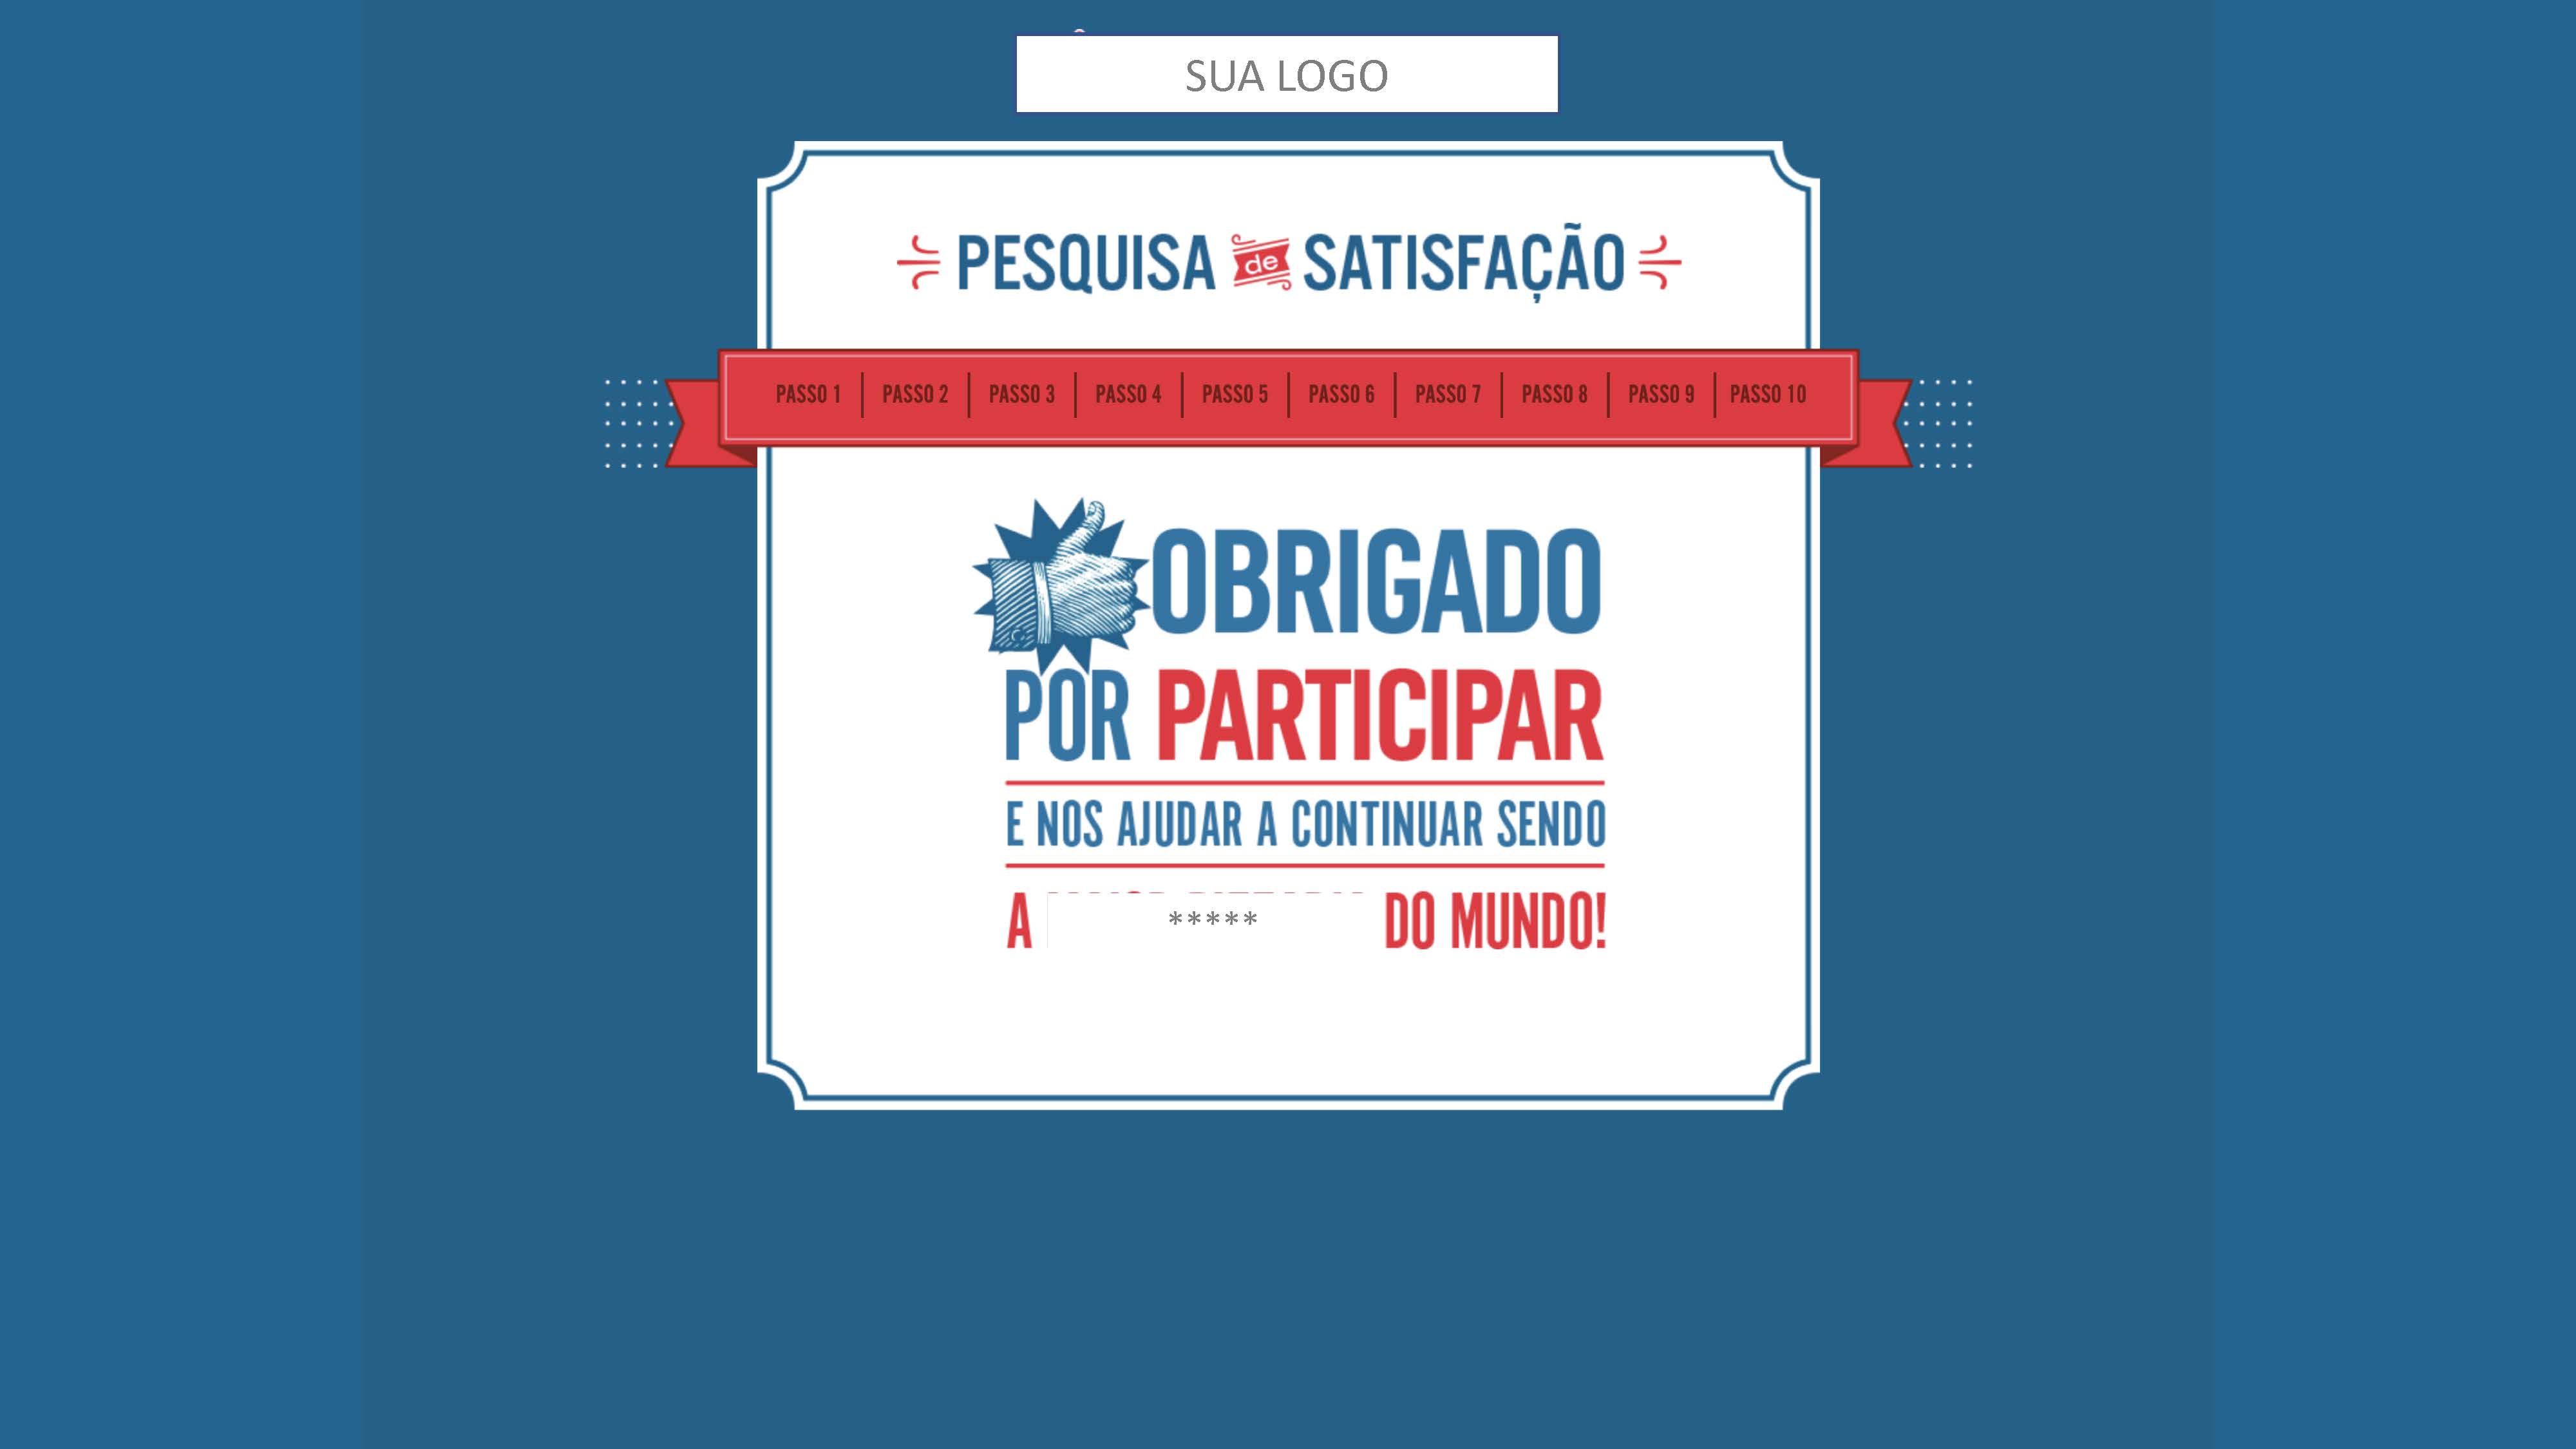 SUA LOGO
PESQUISA de SATISFAÇÃO
PASSO 1 PASSO 2 PASSO 3 PASSO 4 PASSO 5 PASSO 6 PASSO 7 PASSO 8 PASSO 9 PASSO 10
OBRIGADO
POR PARTICIPAR
E NOS AJUDAR A CONTINUAR SENDO
A ***** DO MUNDO!